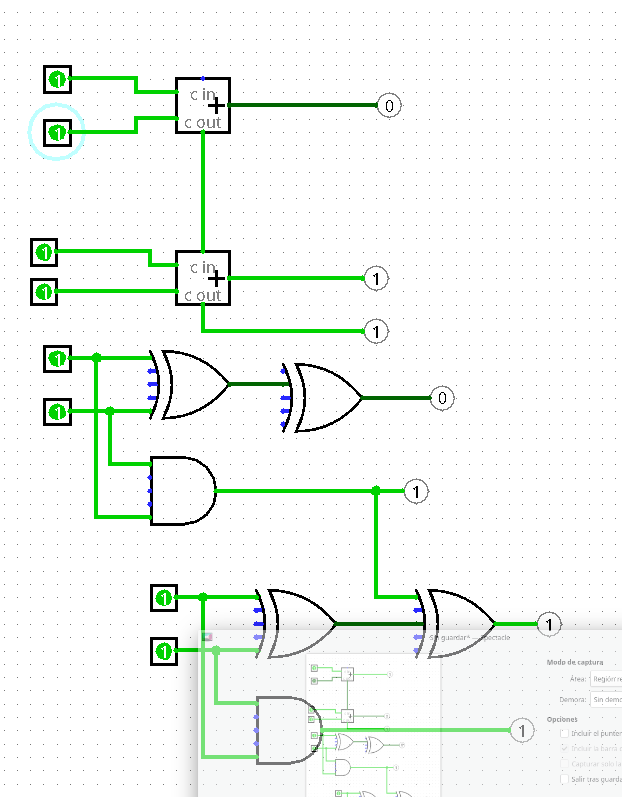 1
c in
+
0
1
c out
1
c in
+
1
1
c out
1
1
0
1
1
1
1
1
Sin guardar* — Spectacle
Modo de captura
Área: Región re
Demora: Sin demo
1
Opciones
Incluir el punter
Incluir la barra d
Capturar solo la
Salir tras guarda